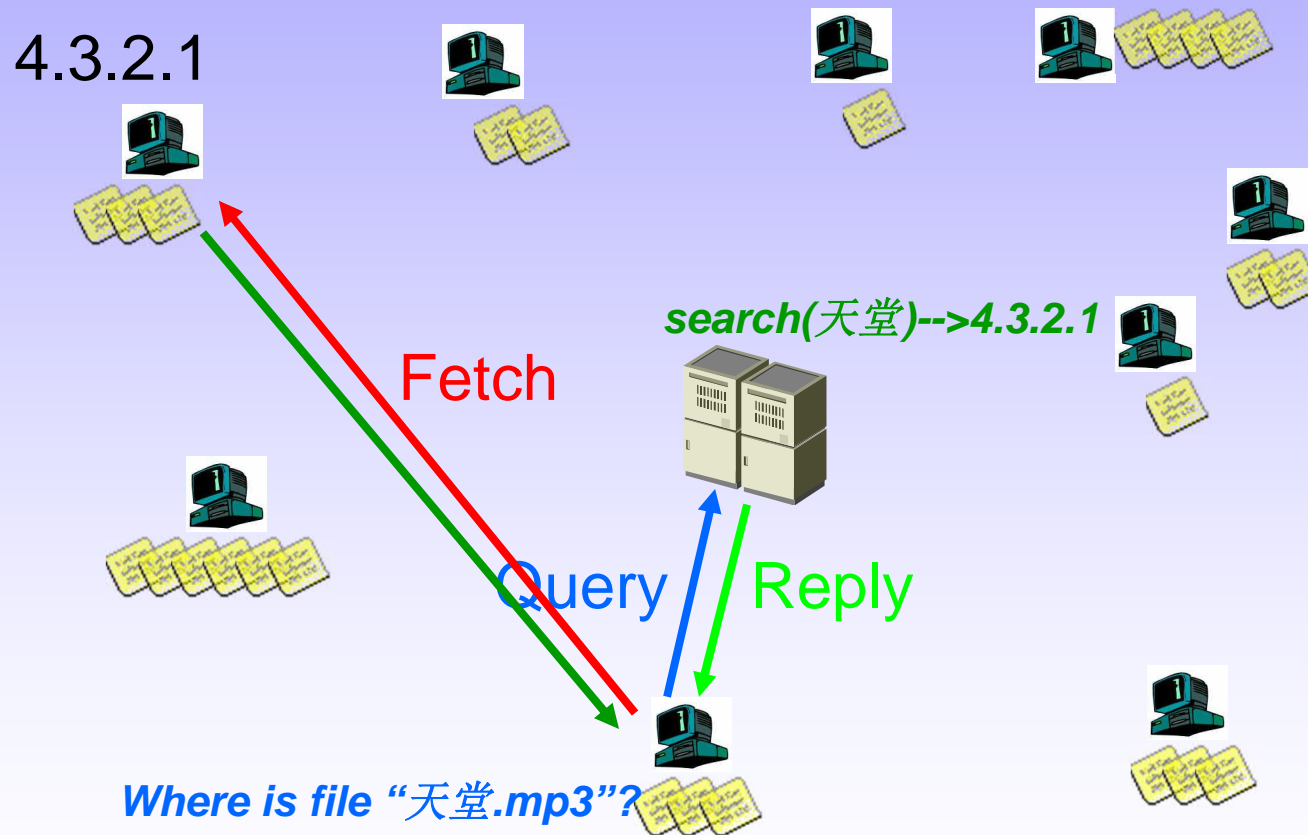 4.3.2.1
search(天堂)-->4.3.2.1
Fetch
Query
Reply
Where is file “天堂.mp3”?